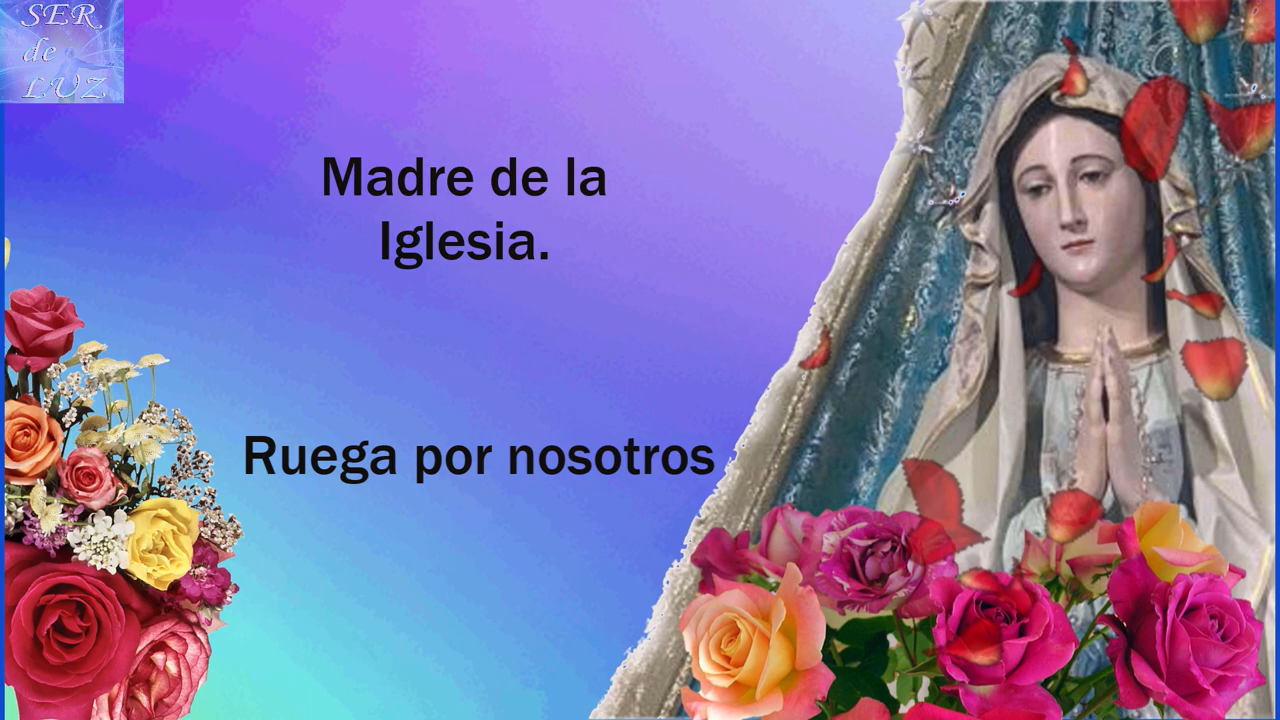 SER
de
LUZ
Madre de la
Iglesia.
Ruega por nosotros